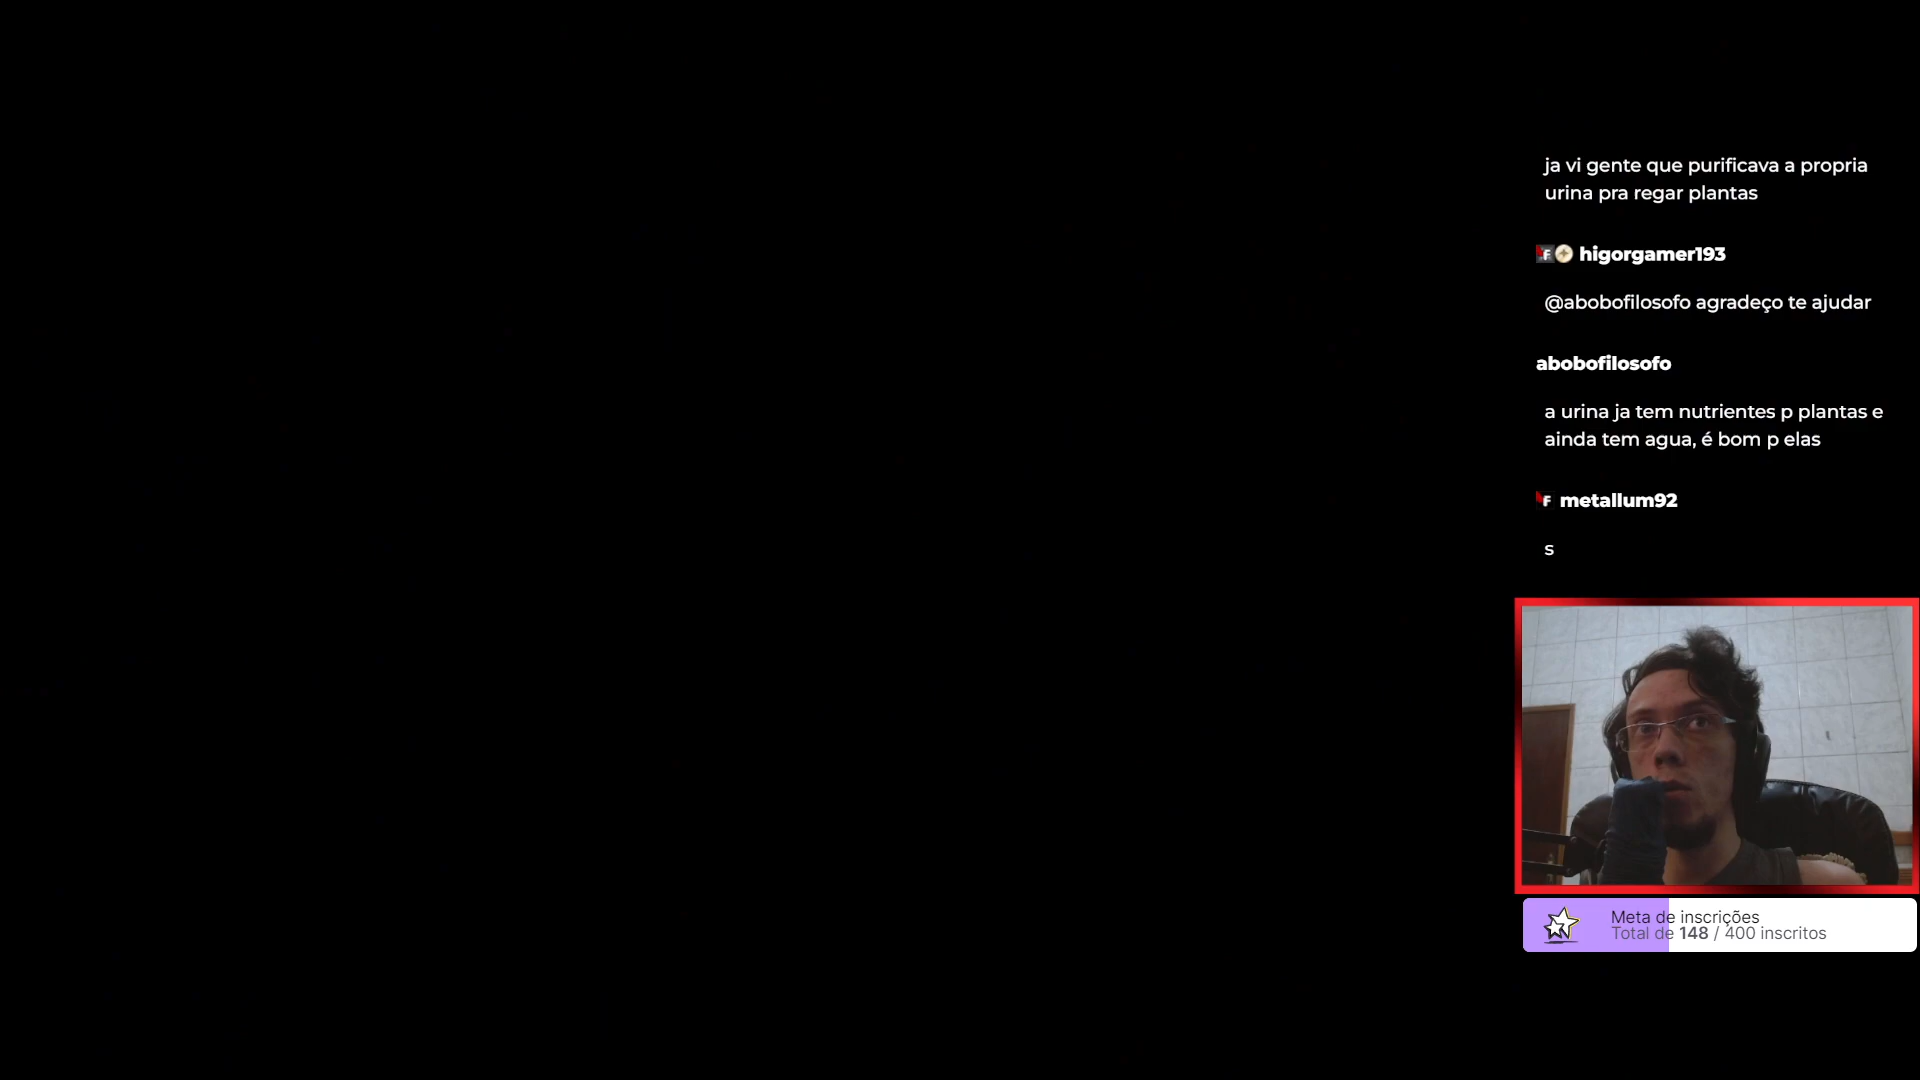 ja vi gente que purificava a propria
urina pra regar plantas
higorgamer193
@abobofilosofo agradeço te ajudar
abobofilosofo
a urina ja tem nutrientes p plantas e
ainda tem agua, é bom p elas
metallum92
s
Meta de inscrições
Total de 148 / 400 inscritos